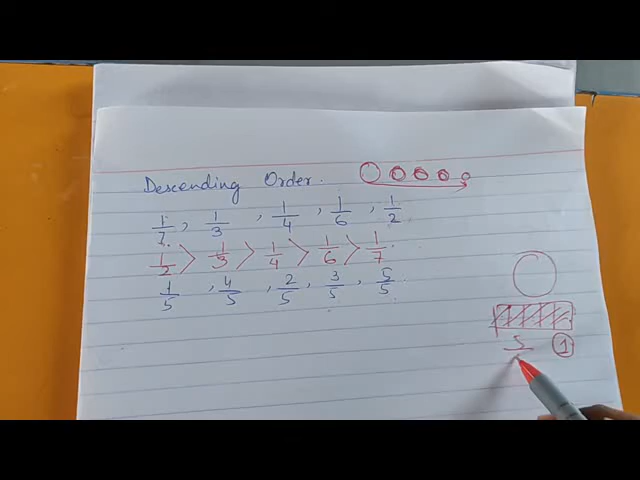 Descending Order.
1/7, 1/3, 1/4, 1/6, 1/2
1/2 > 1/3 > 1/4 > 1/6 > 1/7.
1/5, 4/5, 2/5, 3/5, 5/5
5
1